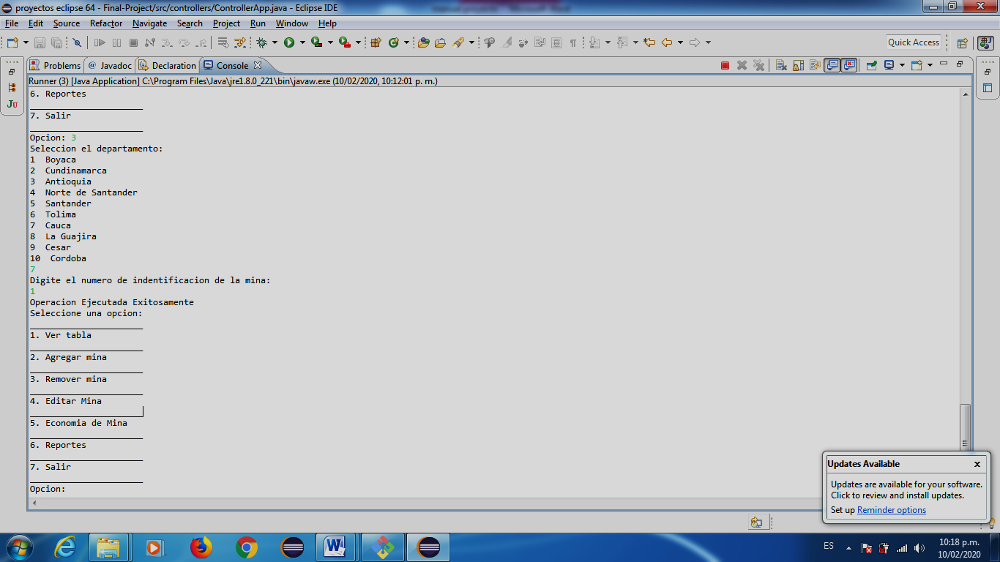 proyectos eclipse 64 - Final-Project/src/controllers/ControllerApp.java - Eclipse IDE
File Edit Source Refactor Navigate Search Project Run Window Help
Quick Access
Problems @ Javadoc Declaration Console
Runner (3) [Java Application] C:\Program Files\Java\jre1.8.0_221\bin\javaw.exe (10/02/2020, 10:12:01 p. m.)
6. Reportes
______________________
7. Salir
______________________
Opcion: 3
Seleccion el departamento:
1  Boyaca
2  Cundinamarca
3  Antioquia
4  Norte de Santander
5  Santander
6  Tolima
7  Cauca
8  La Guajira
9  Cesar
10  Cordoba
7
Digite el numero de indentificacion de la mina:
1
Operacion Ejecutada Exitosamente
Seleccione una opcion:
______________________
1. Ver tabla
______________________
2. Agregar mina
______________________
3. Remover mina
______________________
4. Editar Mina
______________________
5. Economia de Mina
______________________
6. Reportes
______________________
7. Salir
______________________
Opcion:
Updates Available
Updates are available for your software.
Click to review and install updates.
Set up Reminder options
ES
10:18 p.m.
10/02/2020